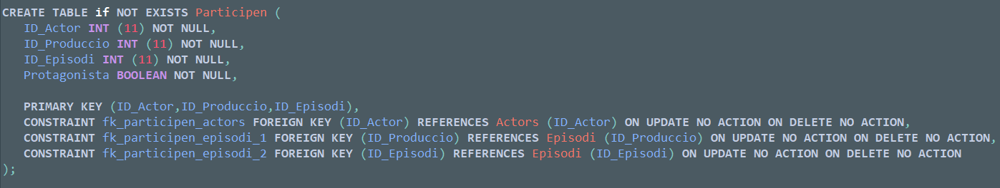 CREATE TABLE if NOT EXISTS Participen (
ID_Actor INT (11) NOT NULL,
ID_Produccio INT (11) NOT NULL,
ID_Episodi INT (11) NOT NULL,
Protagonista BOOLEAN NOT NULL,
PRIMARY KEY (ID_Actor,ID_Produccio,ID_Episodi),
CONSTRAINT fk_participen_actors FOREIGN KEY (ID_Actor) REFERENCES Actors (ID_Actor) ON UPDATE NO ACTION ON DELETE NO ACTION,
CONSTRAINT fk_participen_episodi_1 FOREIGN KEY (ID_Produccio) REFERENCES Episodi (ID_Produccio) ON UPDATE NO ACTION ON DELETE NO ACTION,
CONSTRAINT fk_participen_episodi_2 FOREIGN KEY (ID_Episodi) REFERENCES Episodi (ID_Episodi) ON UPDATE NO ACTION ON DELETE NO ACTION
);